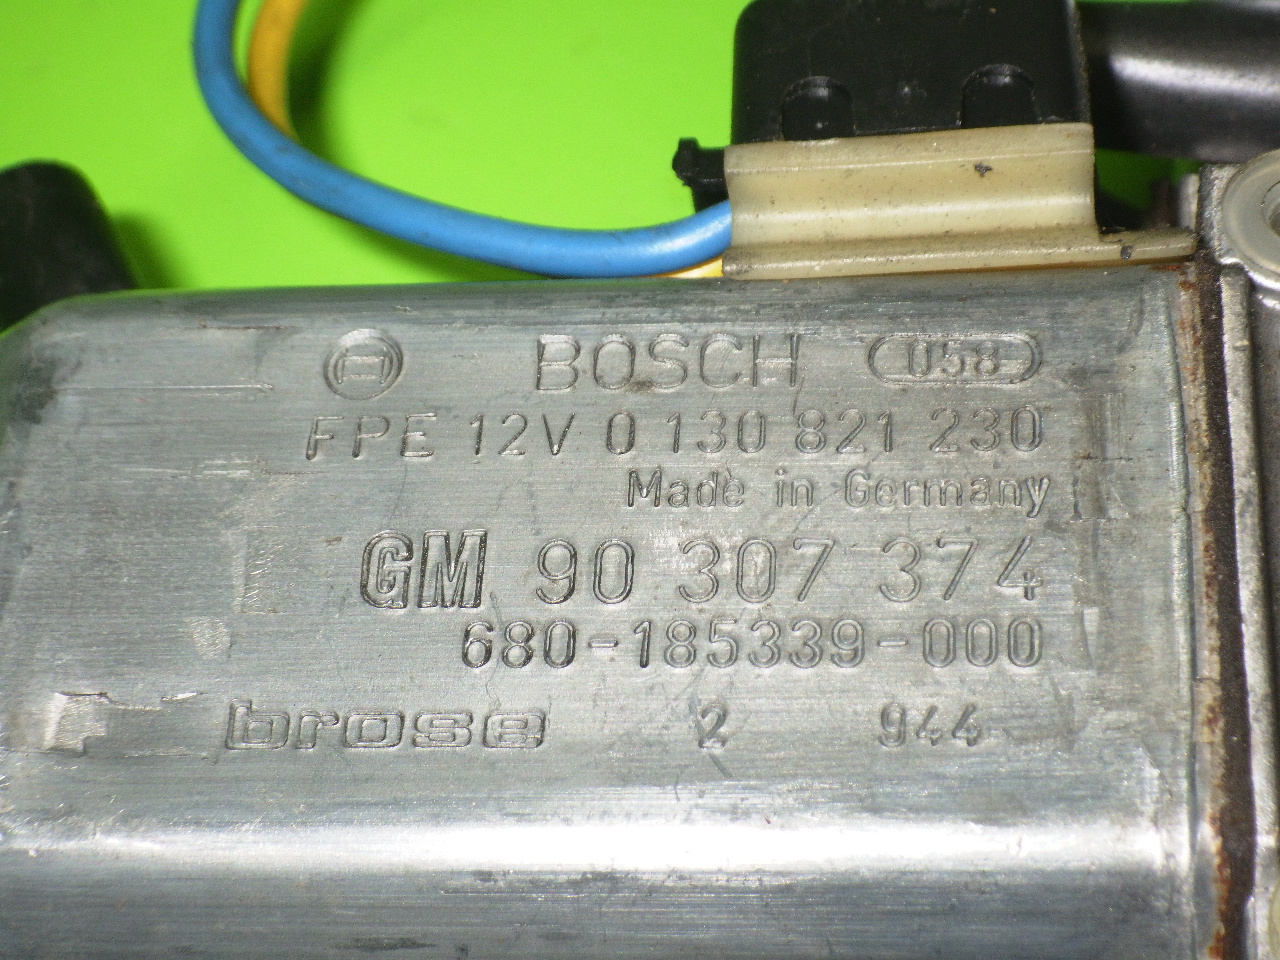 BOSCH 058
FPE 12V 0 130 821 230
Made in Germany
GM 90 307 374
680-185339-000
brose 2 944